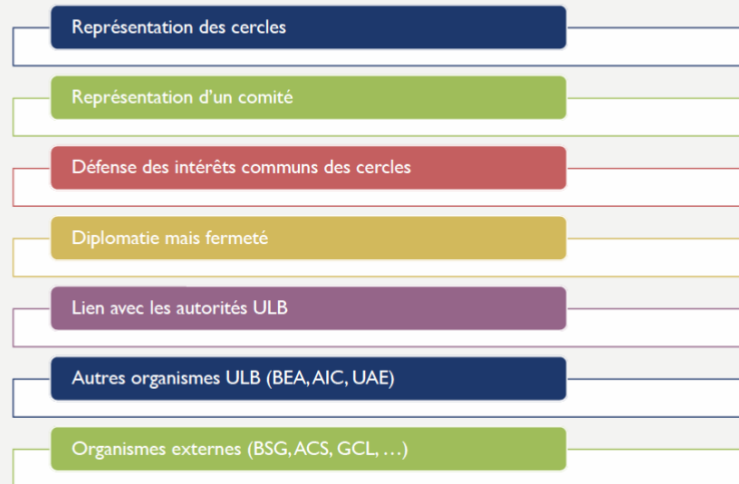 Représentation des cercles
Représentation d’un comité
Défense des intérêts communs des cercles
Diplomatie mais fermeté
Lien avec les autorités ULB
Autres organismes ULB (BEA, AIC, UAE)
Organismes externes (BSG, ACS, GCL, …)